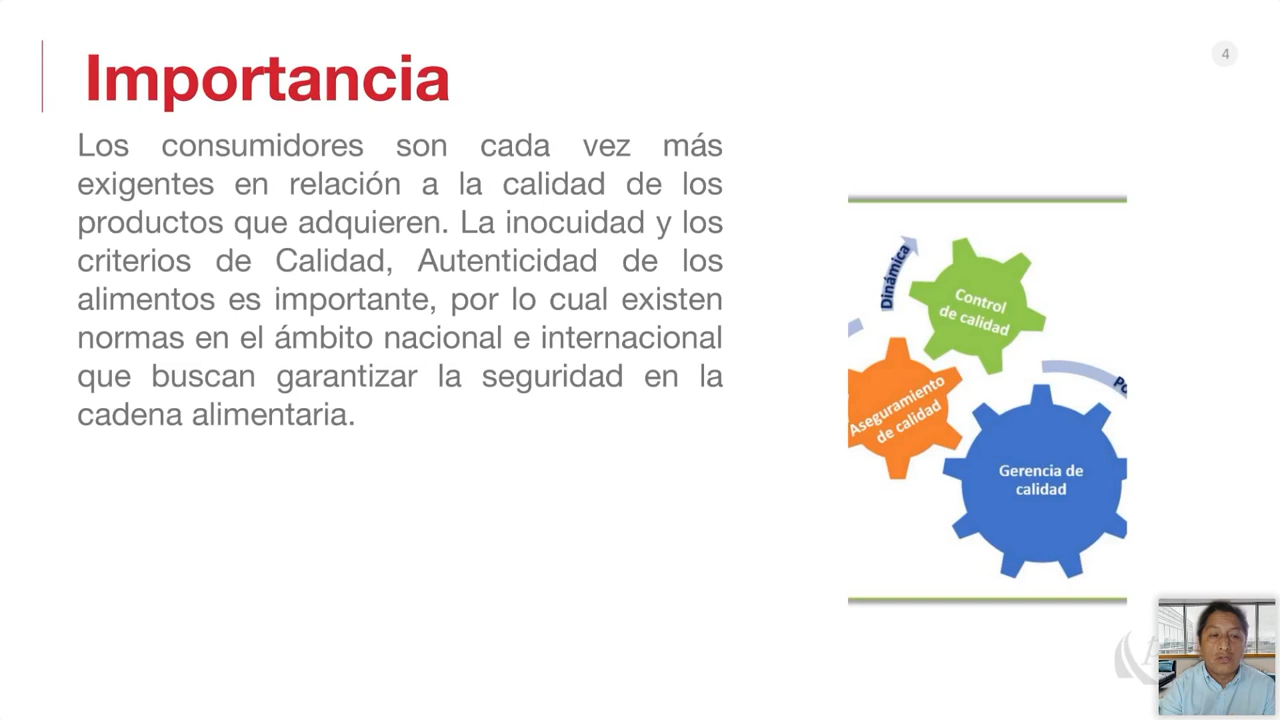 4
Importancia
Los consumidores son cada vez más
exigentes en relación a la calidad de los
productos que adquieren. La inocuidad y los
criterios de Calidad, Autenticidad de los
alimentos es importante, por lo cual existen
normas en el ámbito nacional e internacional
que buscan garantizar la seguridad en la
cadena alimentaria.
Dinámica
Control
de calidad
Aseguramiento
de calidad
Gerencia de
calidad